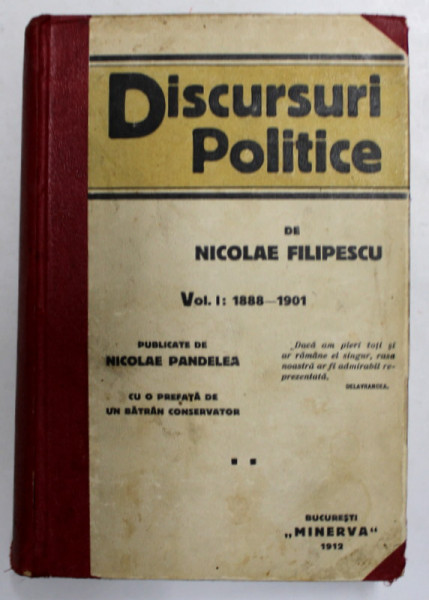 Discursuri
Politice
DE
NICOLAE FILIPESCU
Vol. I: 1888—1901
PUBLICATE DE
NICOLAE PANDELEA
CU O PREFAȚĂ DE
UN BĂTRÂN CONSERVATOR
„Dacă am pieri toți și
ar rămâne el singur, rasa
noastră ar fi admirabil re-
prezentată.
DELAVRANCEA.
BUCUREȘTI
„MINERVA“
1912